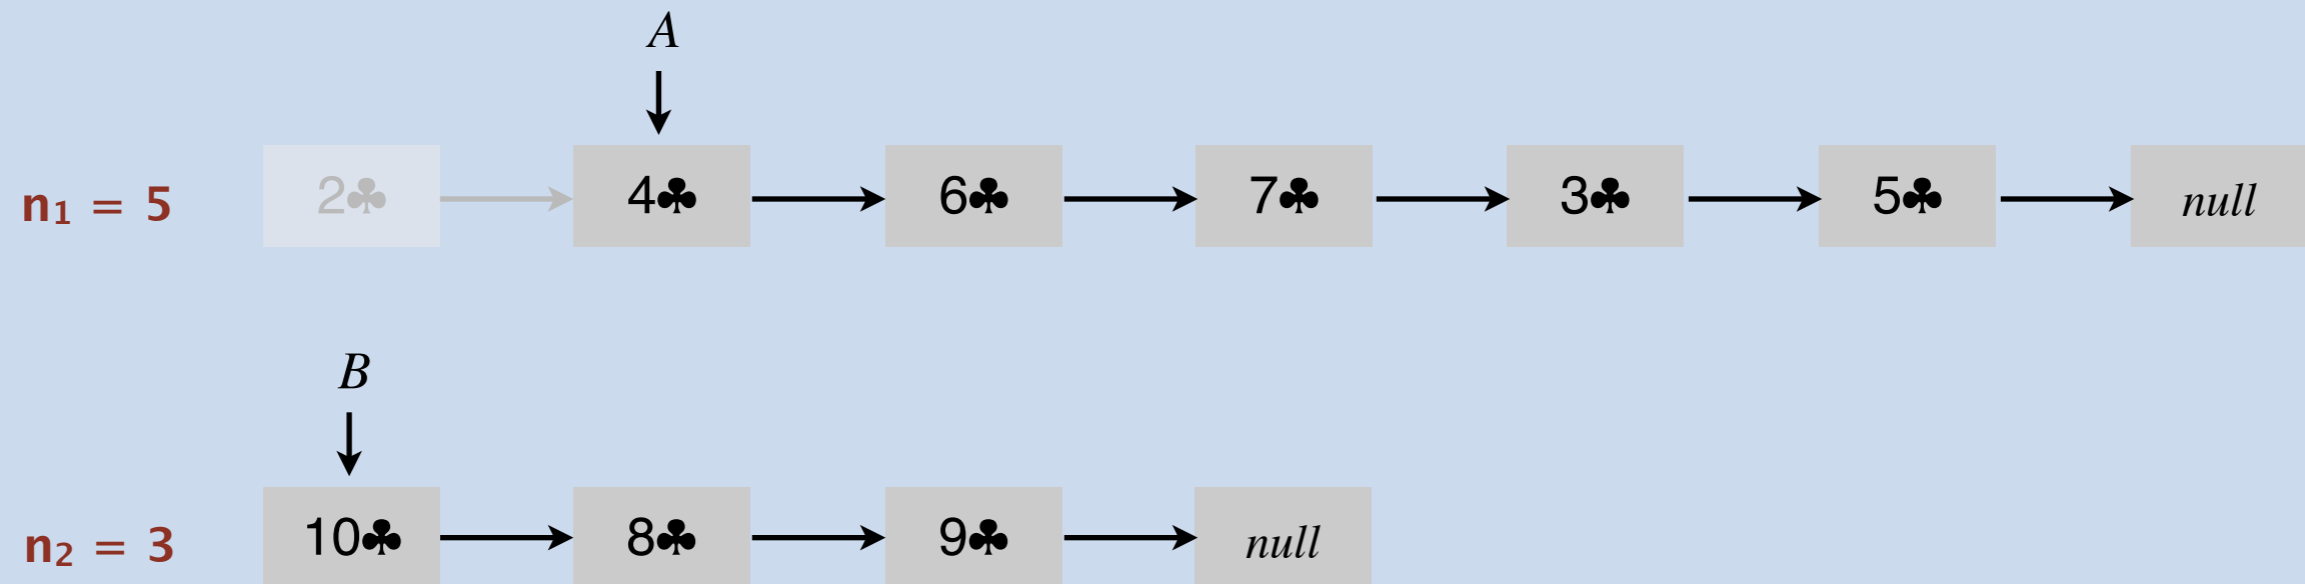 A
n₁ = 5 2♣ 4♣ 6♣ 7♣ 3♣ 5♣ null
B
n₂ = 3 10♣ 8♣ 9♣ null